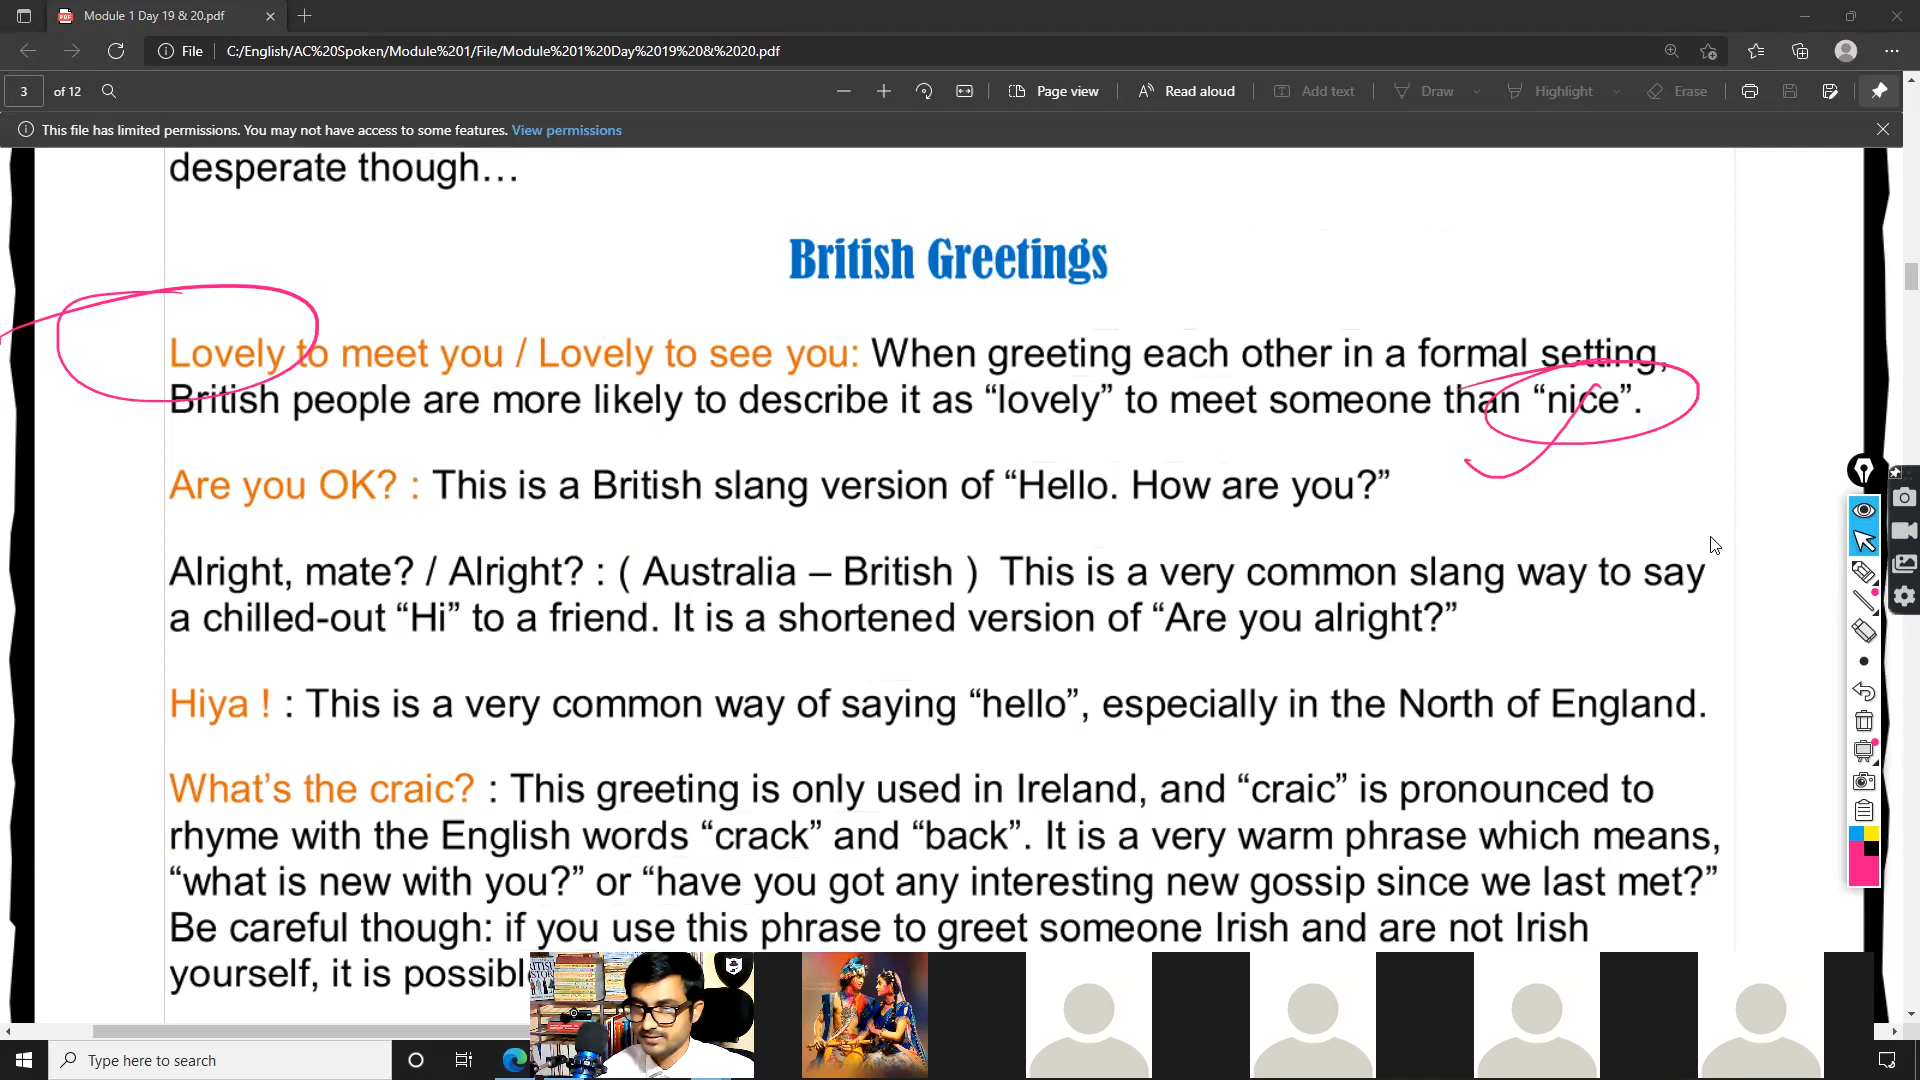 Module 1 Day 19 & 20.pdf
File
C:/English/AC%20Spoken/Module%201/File/Module%201%20Day%2019%20&%2020.pdf
3 of 12
Page view
Read aloud
Add text
Draw
Highlight
Erase
This file has limited permissions. You may not have access to some features. View permissions
desperate though…
British Greetings
Lovely to meet you / Lovely to see you: When greeting each other in a formal setting,
British people are more likely to describe it as “lovely” to meet someone than “nice”.
Are you OK? : This is a British slang version of “Hello. How are you?”
Alright, mate? / Alright? : ( Australia – British ) This is a very common slang way to say
a chilled-out “Hi” to a friend. It is a shortened version of “Are you alright?”
Hiya ! : This is a very common way of saying “hello”, especially in the North of England.
What’s the craic? : This greeting is only used in Ireland, and “craic” is pronounced to
rhyme with the English words “crack” and “back”. It is a very warm phrase which means,
“what is new with you?” or “have you got any interesting new gossip since we last met?”
Be careful though: if you use this phrase to greet someone Irish and are not Irish
yourself, it is possibl
Type here to search